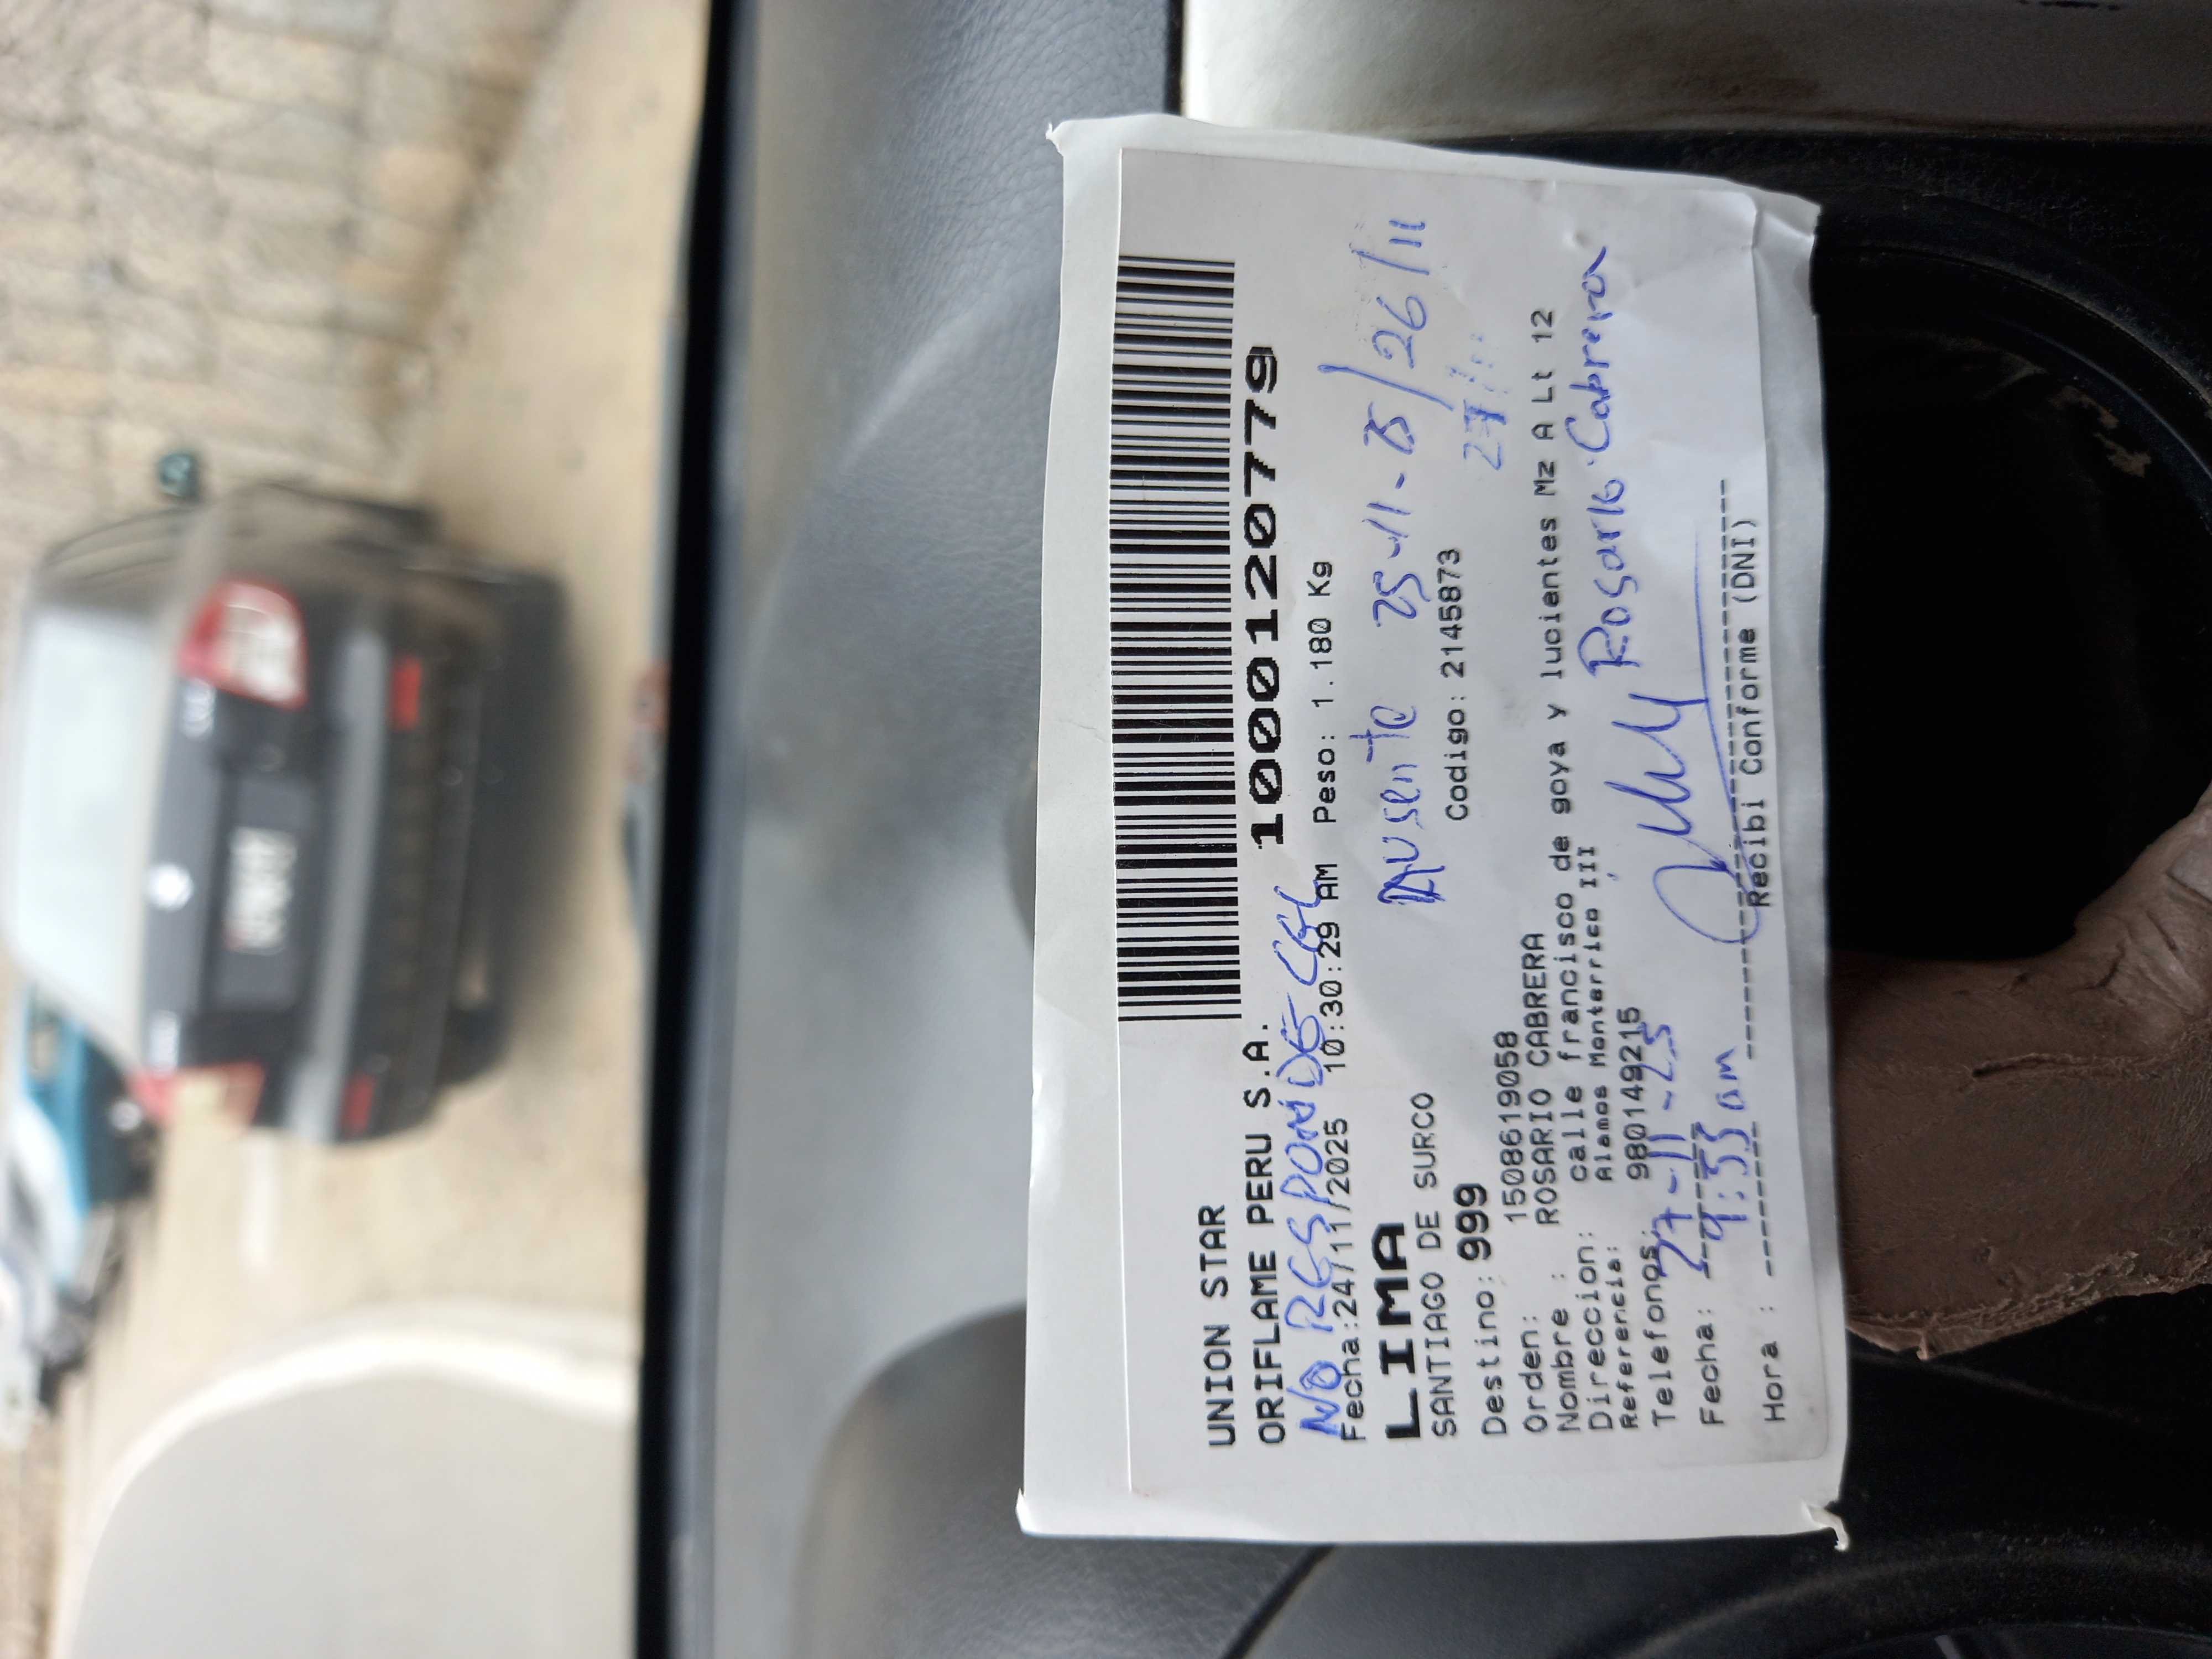 UNION STAR
ORIFLAME PERU S.A. 1000120779
NO RESPONDE CEL
Fecha:24/11/2025 10:30:29 AM Peso: 1.180 Kg
LIMA
Ausente 25-11-25/26/11
SANTIAGO DE SURCO
Codigo: 2145873
27/11
Destino: 999
Orden: 1508619058
Nombre : ROSARIO CABRERA
Direccion: calle francisco de goya y lucientes Mz A Lt 12
Referencia: Alamos Monterrico III
Rosario Cabrera
Telefonos: 980149215
Fecha: 27-11-25
Hora : 9:53 am
Recibi Conforme (DNI)